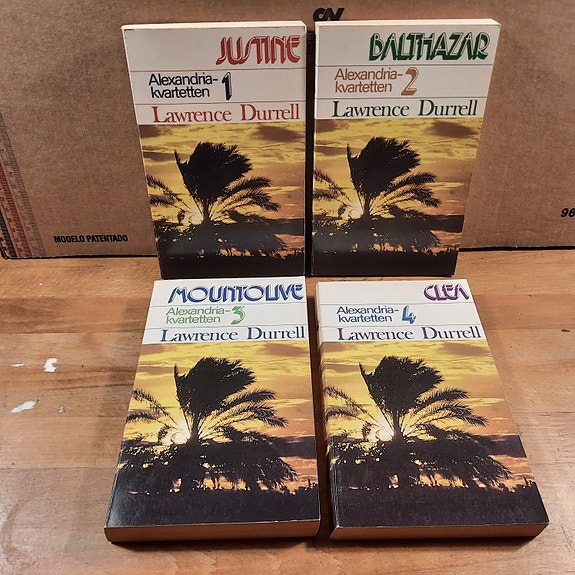 JUSTINE
Alexandria-
kvartetten 1
Lawrence Durrell
BALTHAZAR
Alexandria-
kvartetten 2
Lawrence Durrell
MODELO PATENTADO
96
MOUNTOLIVE
Alexandria-
kvartetten 3
Lawrence Durrell
CLEA
Alexandria-
kvartetten 4
Lawrence Durrell